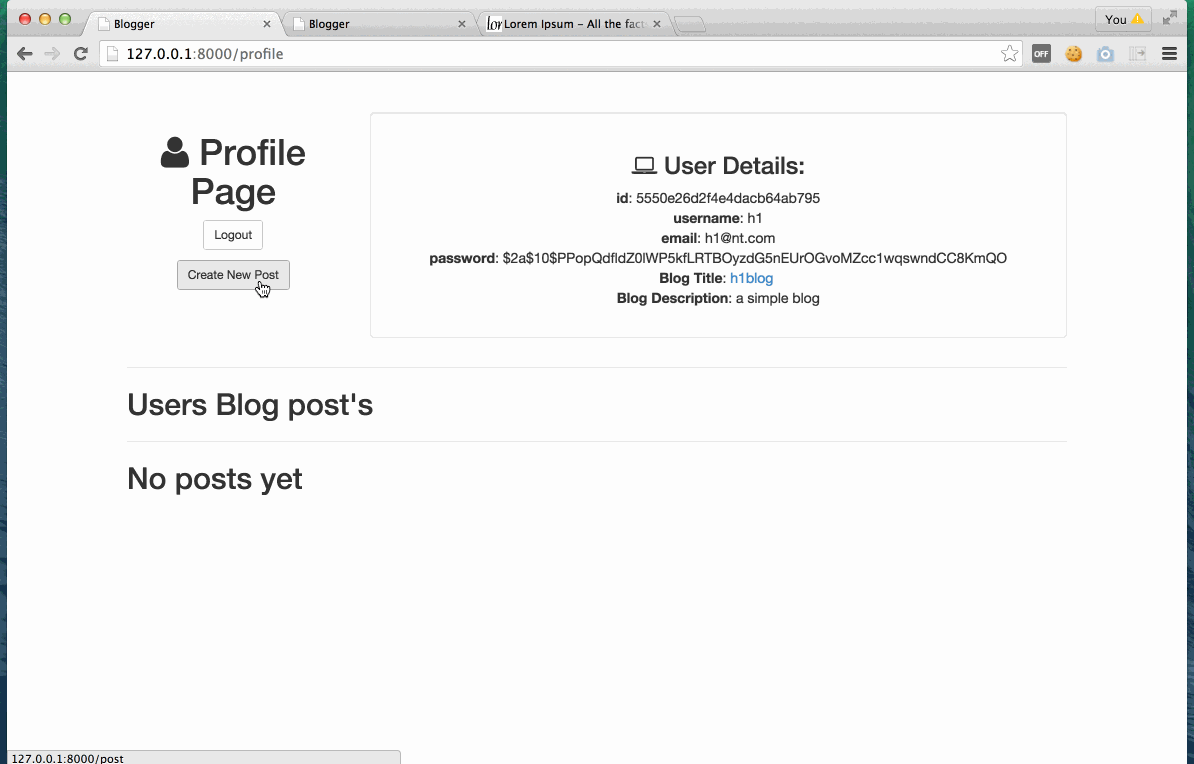 Blogger
Blogger
Lorem Ipsum - All the fact
You
127.0.0.1:8000/profile
OFF
Profile
Page
Logout
Create New Post
User Details:
id: 5550e26d2f4e4dacb64ab795
username: h1
email: h1@nt.com
password: $2a$10$PPopQdfldZ0lWP5kfLRTBOyzdG5nEUrOGvoMZcc1wqswndCC8KmQO
Blog Title: h1blog
Blog Description: a simple blog
Users Blog post's
No posts yet
127.0.0.1:8000/post